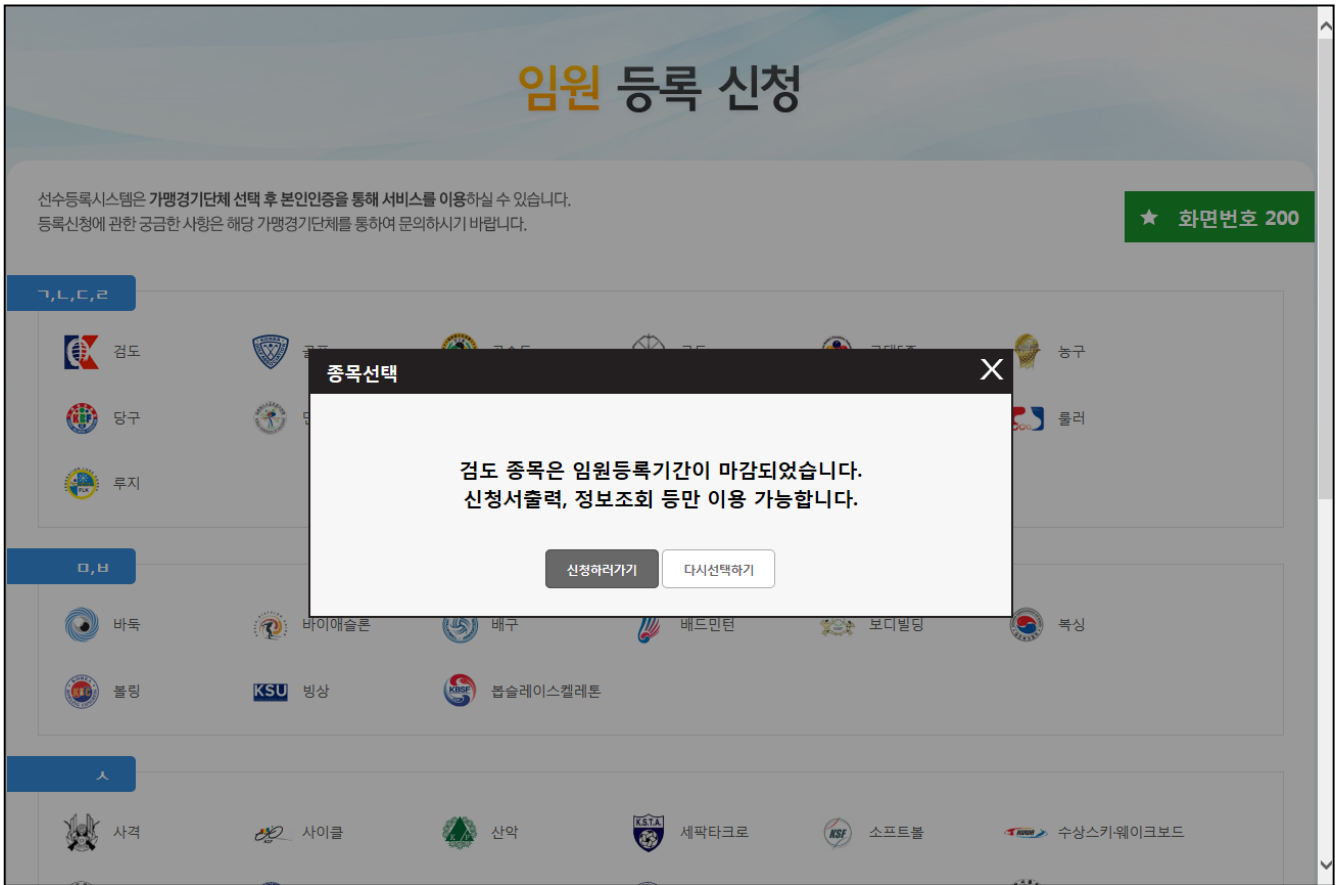 임원 등록 신청
선수등록시스템은 가맹경기단체 선택 후 본인인증을 통해 서비스를 이용하실 수 있습니다.
등록신청에 관한 궁금한 사항은 해당 가맹경기단체를 통하여 문의하시기 바랍니다.
★ 화면번호 200
ㄱ,ㄴ,ㄷ,ㄹ
검도 농구
종목선택 X
당구 롤러
검도 종목은 임원등록기간이 마감되었습니다.
루지
신청서출력, 정보조회 등만 이용 가능합니다.
신청하러가기 다시선택하기
ㅁ,ㅂ
바둑 바이애슬론 배구 배드민턴 보디빌딩 복싱
볼링 KSU 빙상 KBSF 봅슬레이스켈레톤
ㅅ
사격 사이클 산악 K.S.T.A. 세팍타크로 KSF 소프트볼 수상스키·웨이크보드